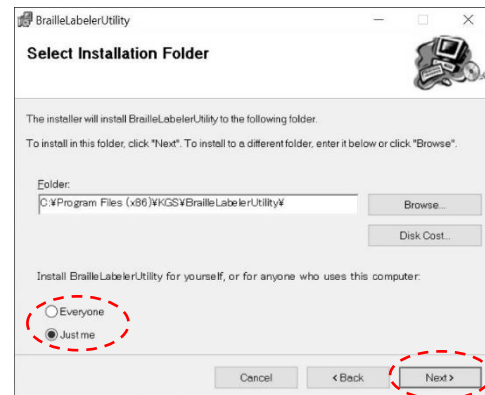 BrailleLabelerUtility
Select Installation Folder
The installer will install BrailleLabelerUtility to the following folder.
To install in this folder, click "Next". To install to a different folder, enter it below or click "Browse".
Folder:
C:¥Program Files (x86)¥KGS¥BrailleLabelerUtility¥
Browse...
Disk Cost...
Install BrailleLabelerUtility for yourself, or for anyone who uses this computer:
Everyone
Just me
Cancel
<Back
Next>